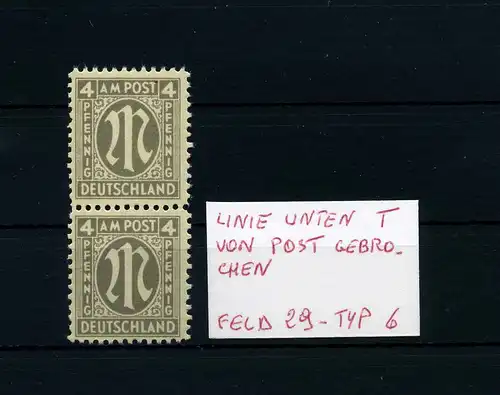 4 AM POST 4
PFENNIG M PFENNIG
DEUTSCHLAND
4 AM POST 4
PFENNIG M PFENNIG
DEUTSCHLAND
LINIE UNTEN T
VON POST GEBRO-
CHEN
FELD 29 - TYP 6